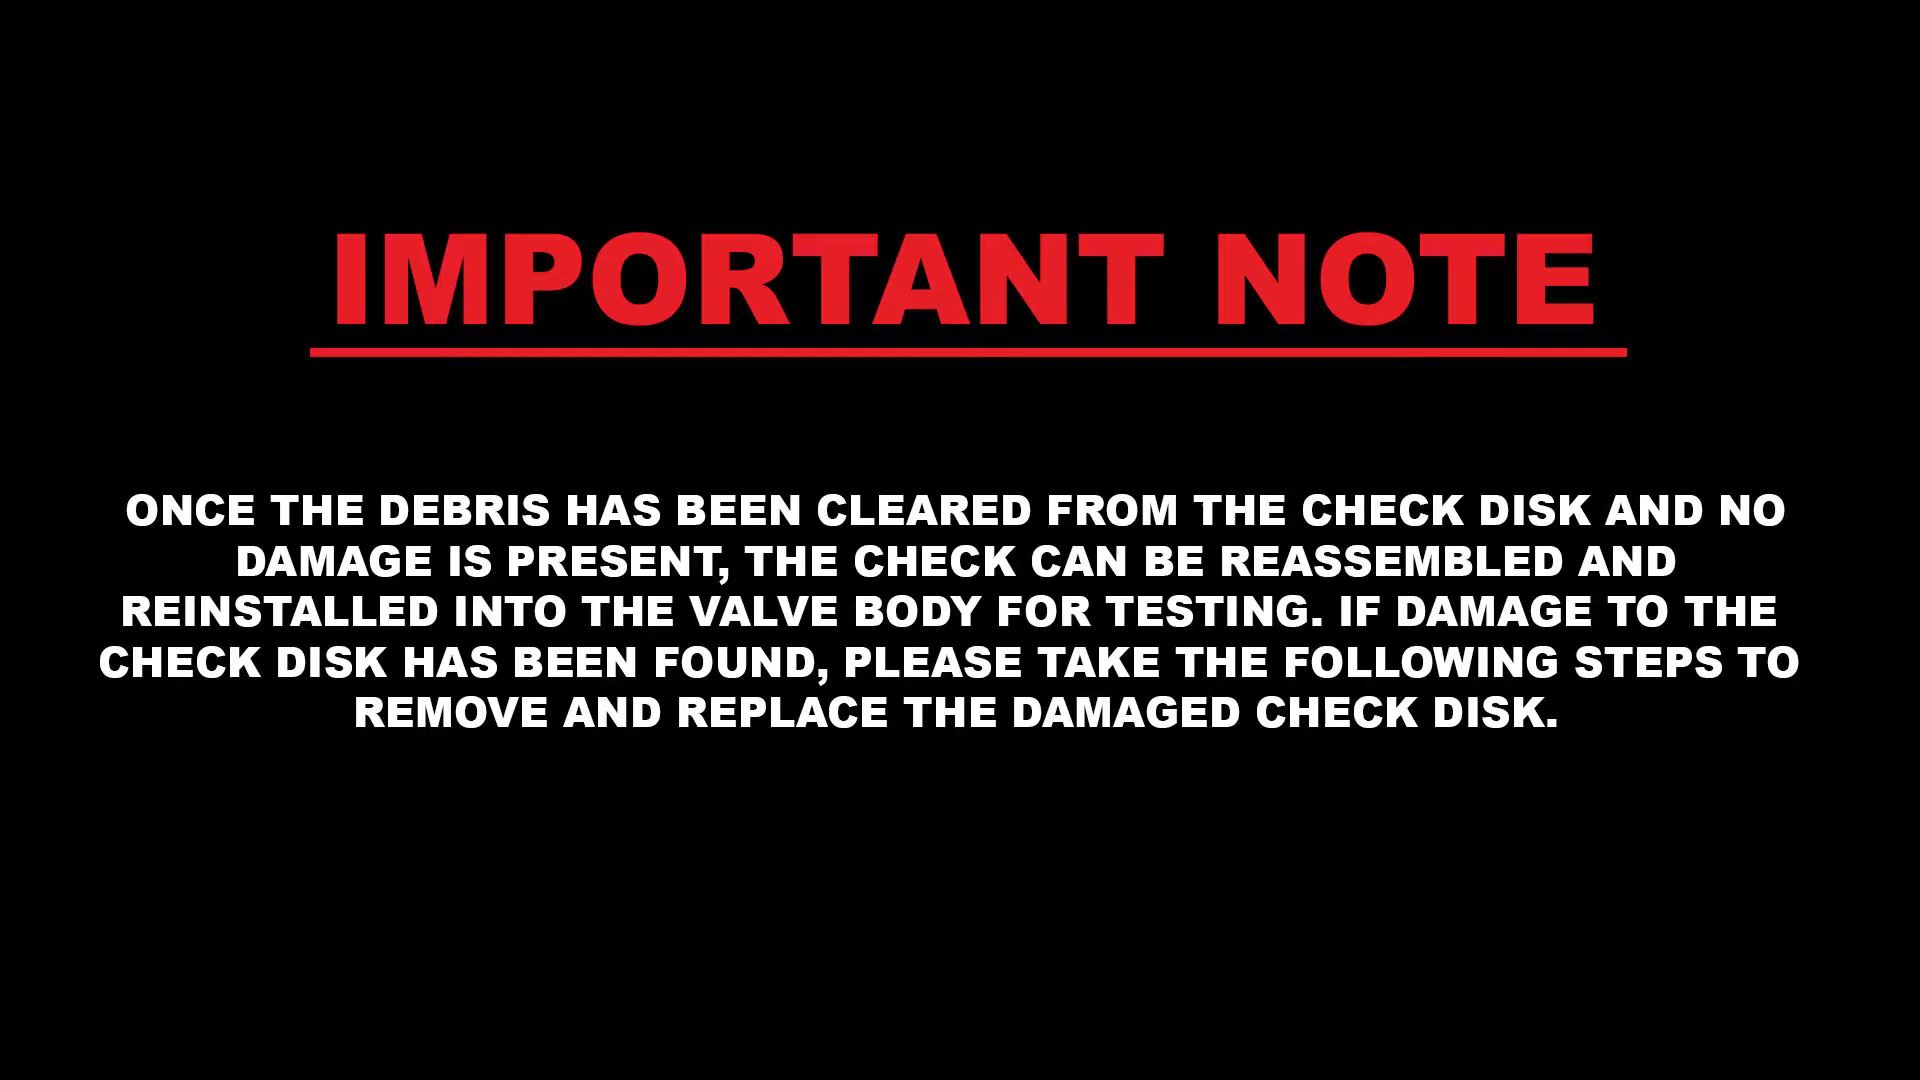 IMPORTANT NOTE
ONCE THE DEBRIS HAS BEEN CLEARED FROM THE CHECK DISK AND NO
DAMAGE IS PRESENT, THE CHECK CAN BE REASSEMBLED AND
REINSTALLED INTO THE VALVE BODY FOR TESTING. IF DAMAGE TO THE
CHECK DISK HAS BEEN FOUND, PLEASE TAKE THE FOLLOWING STEPS TO
REMOVE AND REPLACE THE DAMAGED CHECK DISK.